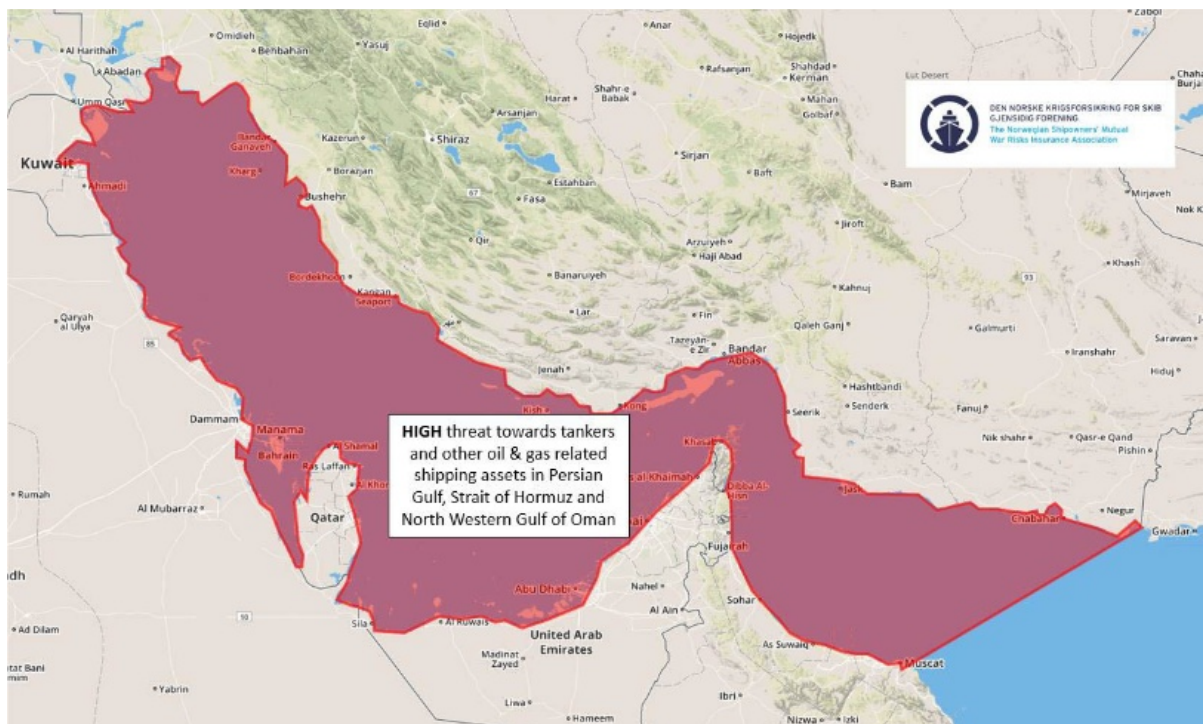 Al Harithah
Abadan
Umm Qasr
Omidieh
Behbahan
Yasuj
Eqlid
Anar
Rafsanjan
Hojedk
Shahdad
Kerman
Mahan
Golbaf
Lut Desert
Zabol
DEN NORSKE KRIGSFORSIKRING FOR SKIB
GJENSIDIG FORENING
The Norwegian Shipowners' Mutual
War Risks Insurance Association
Shahr-e
Babak
Harat
Arsanjan
Estahban
Fasa
67
Shiraz
Kazerun
Borazjan
Bandar
Ganaveh
Kharg
Bushehr
Kuwait
Ahmadi
Sirjan
Baft
Bam
Mirjaveh
Nok K
Jiroft
Khash
93
Qir
Arzuiyeh
Haji Abad
Banaruiyeh
Kahnuj
Bordekhoon
Kangan
Seaport
Lar
Fin
Qaleh Ganj
Galmurti
Saravan
Iranshahr
Hiduj
Qaryah
al Ulya
85
Tazeyan-
e Zir
Bandar
Abbas
Jenah
Hashtbandi
Senderk
Fanuj
Kish
Kong
Seerik
Nik shahr
Qasr-e Qand
Pishin
Dammam
Manama
Bahrain
Al Shamal
Ras Laffan
Al Khor
Qatar
HIGH threat towards tankers
and other oil & gas related
shipping assets in Persian
Gulf, Strait of Hormuz and
North Western Gulf of Oman
Khasab
s al Khaimah
Dibba Al-
Hisn
Jask
Chabahar
Negur
Gwadar
Rumah
Al Mubarraz
Fujairah
Abu Dhabi
Nahel
Al Ain
Sohar
10
Sila
Al Ruwais
United Arab
Emirates
Madinat
Zayed
As Suwaiq
Muscat
Ad Dilam
Yabrin
Liwa
Hameem
Ibri
Nizwa
Izki